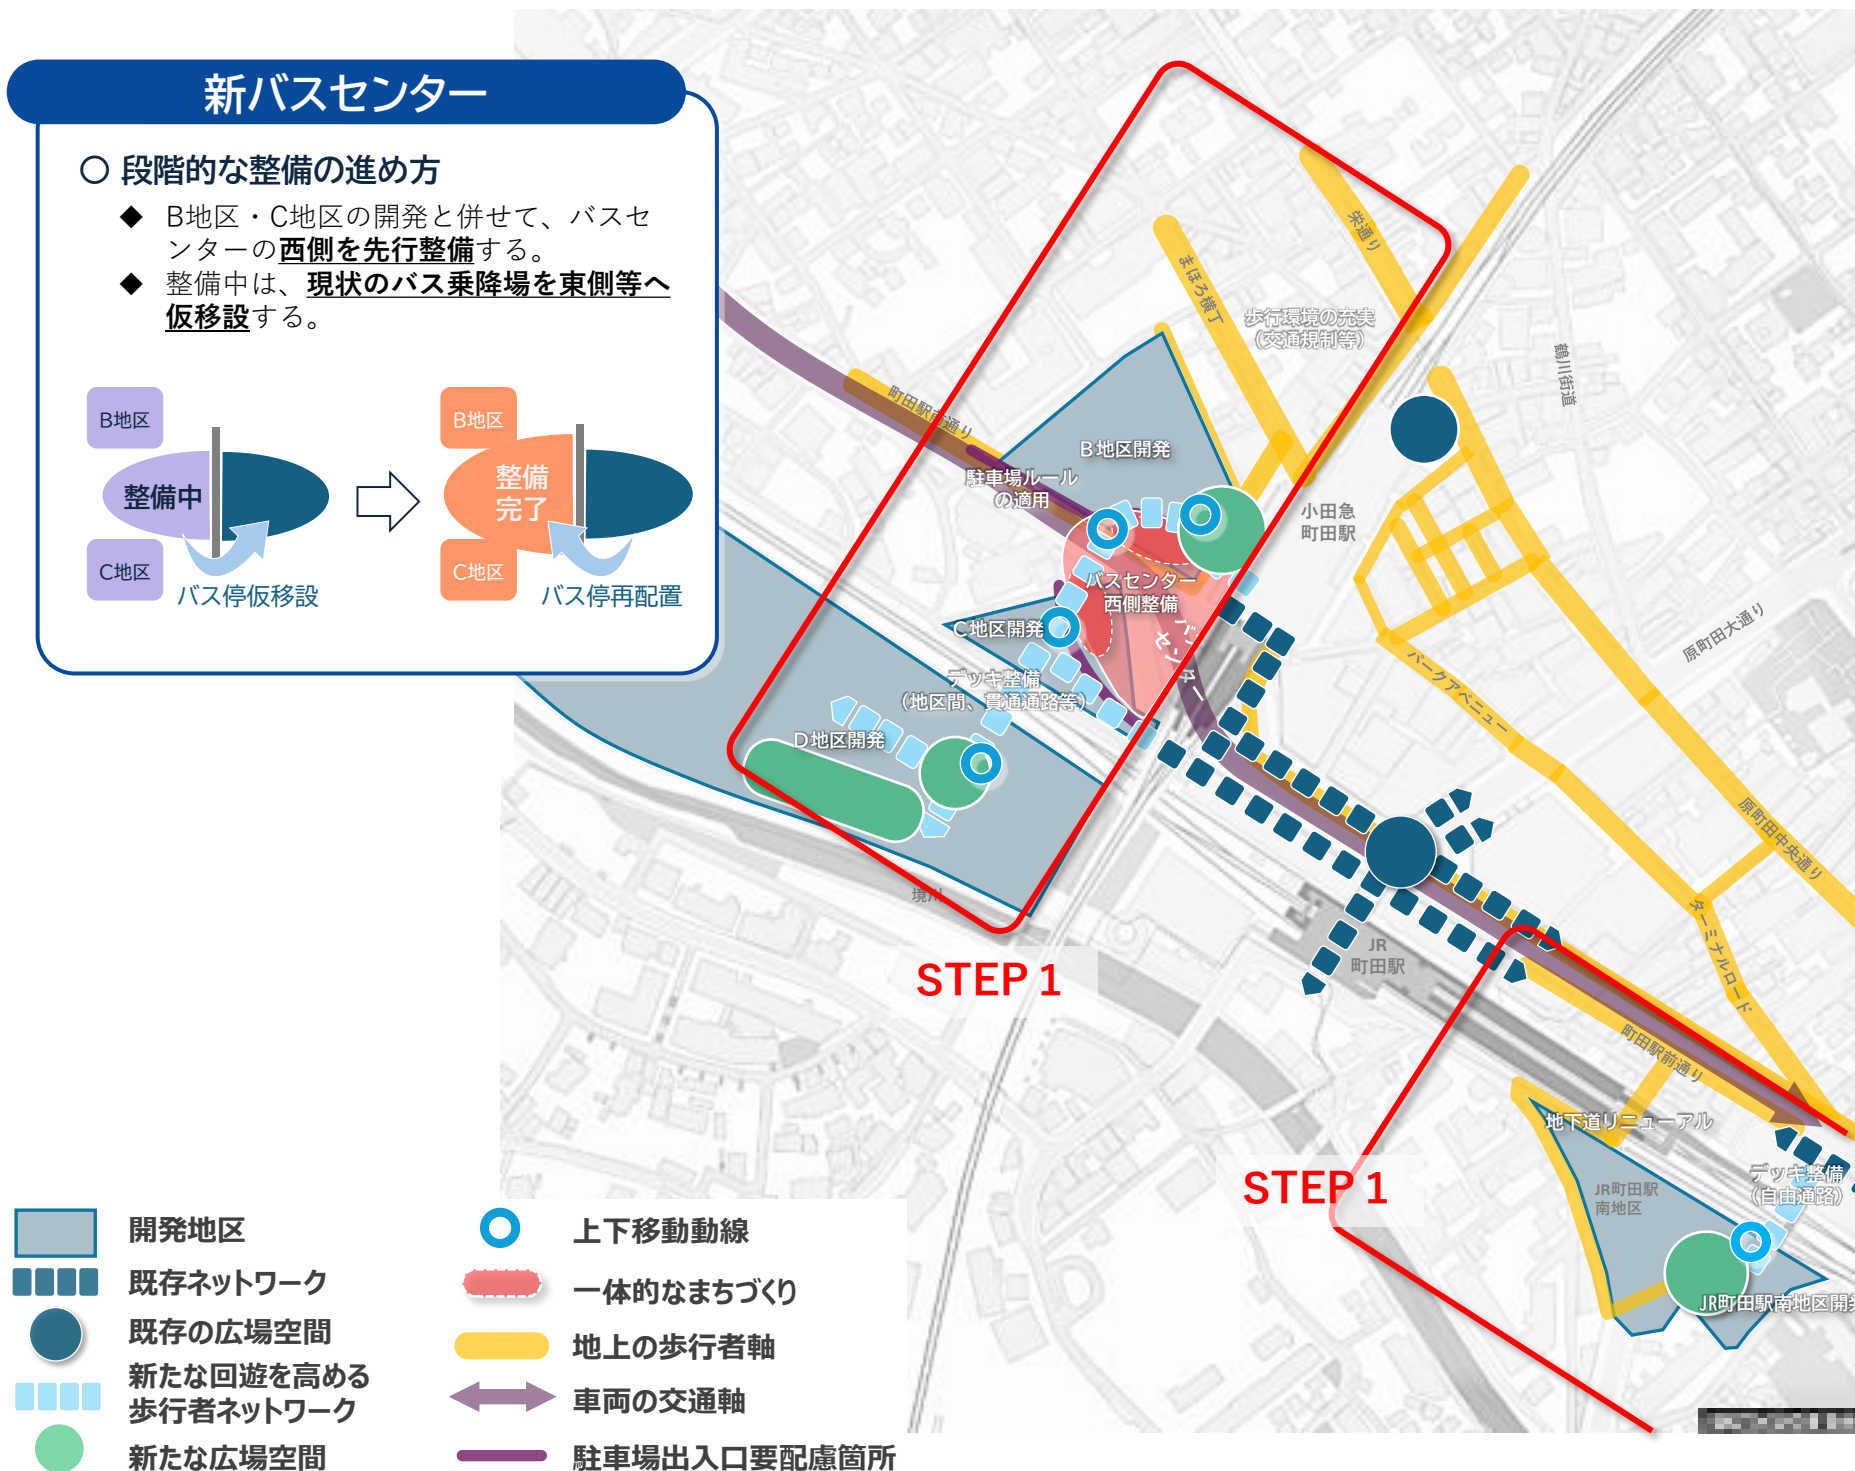 新バスセンター
〇 段階的な整備の進め方
◆ B地区・C地区の開発と併せて、バスセ
ンターの西側を先行整備する。
◆ 整備中は、現状のバス乗降場を東側等へ
仮移設する。
B地区
整備中
C地区
バス停仮移設
B地区
整備
完了
C地区
バス停再配置
栄通り
まほろ横丁
歩行環境の充実
(交通規制等)
鶴川街道
町田駅前通り
B地区開発
駐車場ルール
の適用
小田急
町田駅
バスセンター
西側整備
バスセンター
C地区開発
デッキ整備
(地区間、貫通通路等)
D地区開発
原町田大通り
パークアベニュー
原町田中央通り
ターミナルロード
境川
STEP 1
JR
町田駅
町田駅前通り
地下道リニューアル
STEP 1
JR町田駅
南地区
デッキ整備
(自由通路)
JR町田駅南地区開発
開発地区
既存ネットワーク
既存の広場空間
新たな回遊を高める
歩行者ネットワーク
新たな広場空間
上下移動動線
一体的なまちづくり
地上の歩行者軸
車両の交通軸
駐車場出入口要配慮箇所